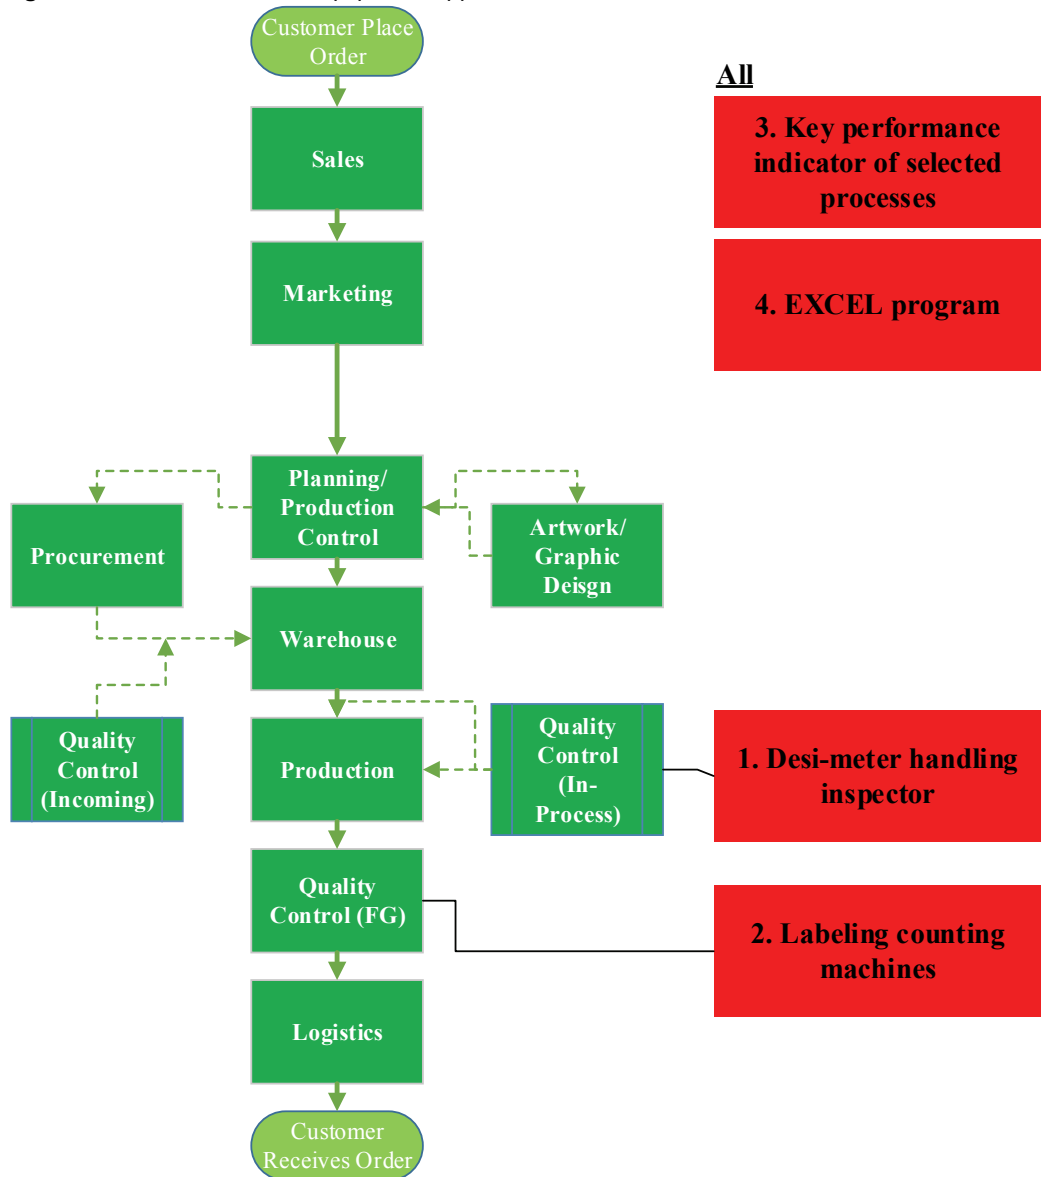 Customer Place
Order
All
3. Key performance
indicator of selected
processes
Sales
4. EXCEL program
Marketing
Planning/
Production
Control
Procurement
Artwork/
Graphic
Deisgn
Warehouse
Quality
Control
(Incoming)
Production
Quality
Control
(In-
Process)
1. Desi-meter handling
inspector
Quality
Control (FG)
2. Labeling counting
machines
Logistics
Customer
Receives Order